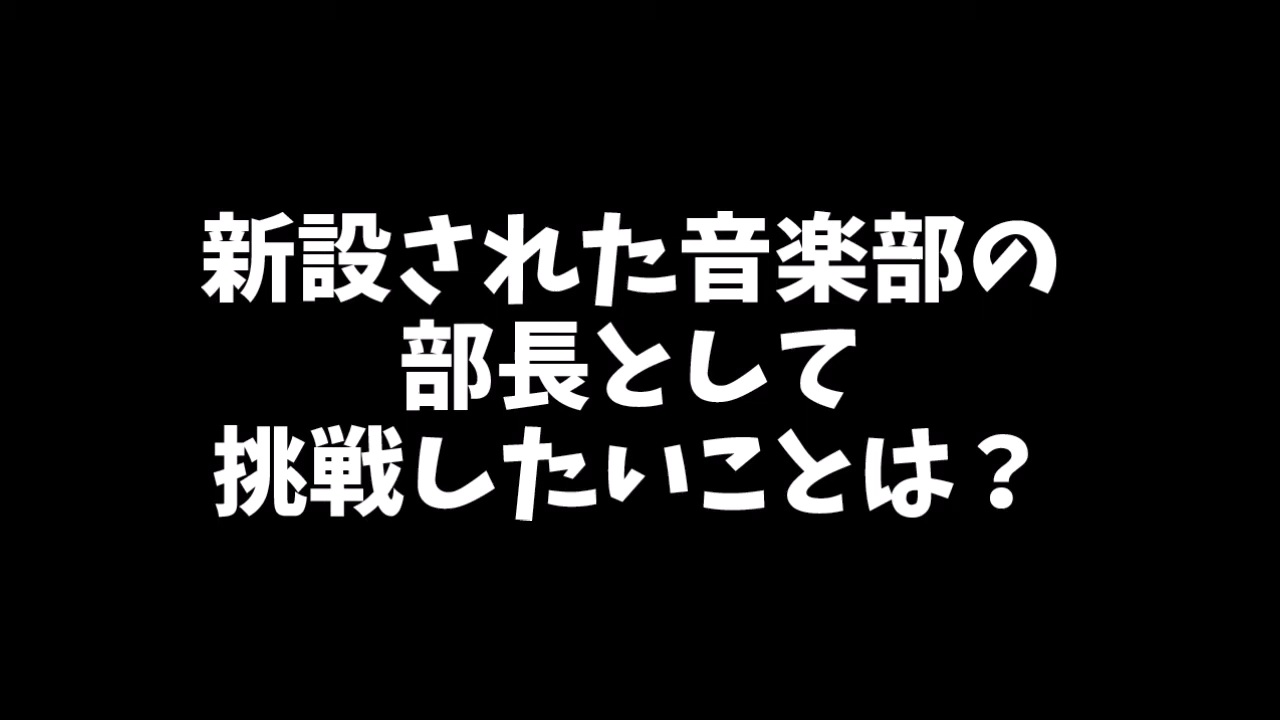 新設された音楽部の
部長として
挑戦したいことは？